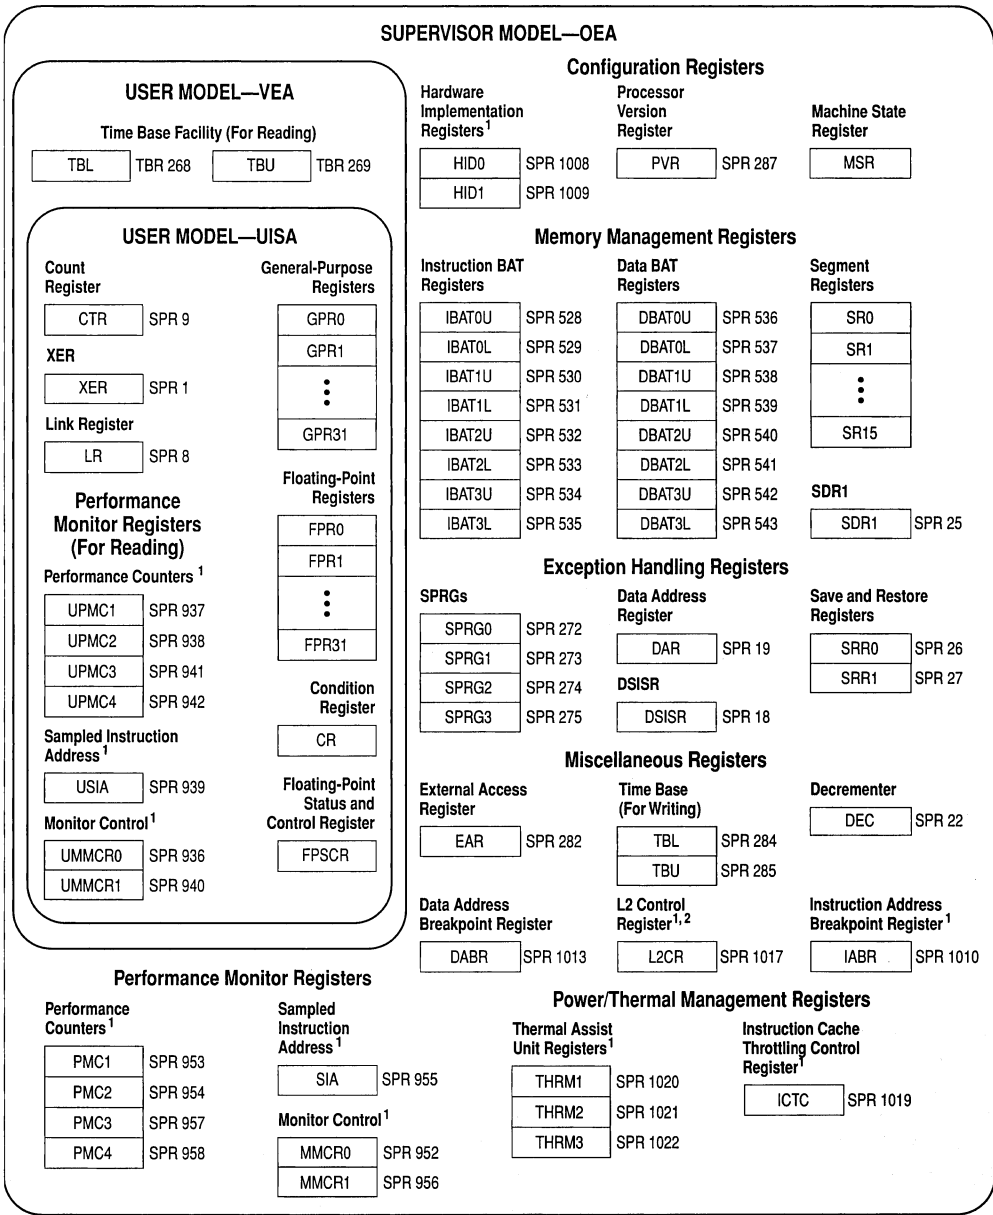 SUPERVISOR MODEL—OEA
USER MODEL—VEA
Time Base Facility (For Reading)
TBL TBR 268 TBU TBR 269
USER MODEL—UISA
Count
Register
CTR SPR 9
XER
XER SPR 1
Link Register
LR SPR 8
Performance
Monitor Registers
(For Reading)
Performance Counters 1
UPMC1 SPR 937
UPMC2 SPR 938
UPMC3 SPR 941
UPMC4 SPR 942
Sampled Instruction
Address 1
USIA SPR 939
Monitor Control 1
UMMCR0 SPR 936
UMMCR1 SPR 940
General-Purpose
Registers
GPR0
GPR1
GPR31
Floating-Point
Registers
FPR0
FPR1
FPR31
Condition
Register
CR
Floating-Point
Status and
Control Register
FPSCR
Configuration Registers
Hardware
Implementation
Registers 1
HID0 SPR 1008
HID1 SPR 1009
Processor
Version
Register
PVR SPR 287
Machine State
Register
MSR
Memory Management Registers
Instruction BAT
Registers
IBAT0U SPR 528
IBAT0L SPR 529
IBAT1U SPR 530
IBAT1L SPR 531
IBAT2U SPR 532
IBAT2L SPR 533
IBAT3U SPR 534
IBAT3L SPR 535
Data BAT
Registers
DBAT0U SPR 536
DBAT0L SPR 537
DBAT1U SPR 538
DBAT1L SPR 539
DBAT2U SPR 540
DBAT2L SPR 541
DBAT3U SPR 542
DBAT3L SPR 543
Segment
Registers
SR0
SR1
SR15
SDR1
SDR1 SPR 25
Exception Handling Registers
SPRGs
SPRG0 SPR 272
SPRG1 SPR 273
SPRG2 SPR 274
SPRG3 SPR 275
Data Address
Register
DAR SPR 19
DSISR
DSISR SPR 18
Save and Restore
Registers
SRR0 SPR 26
SRR1 SPR 27
Miscellaneous Registers
External Access
Register
EAR SPR 282
Time Base
(For Writing)
TBL SPR 284
TBU SPR 285
Decrementer
DEC SPR 22
Data Address
Breakpoint Register
DABR SPR 1013
L2 Control
Register 1, 2
L2CR SPR 1017
Instruction Address
Breakpoint Register 1
IABR SPR 1010
Performance Monitor Registers
Performance
Counters 1
PMC1 SPR 953
PMC2 SPR 954
PMC3 SPR 957
PMC4 SPR 958
Sampled
Instruction
Address 1
SIA SPR 955
Monitor Control 1
MMCR0 SPR 952
MMCR1 SPR 956
Power/Thermal Management Registers
Thermal Assist
Unit Registers 1
THRM1 SPR 1020
THRM2 SPR 1021
THRM3 SPR 1022
Instruction Cache
Throttling Control
Register 1
ICTC SPR 1019